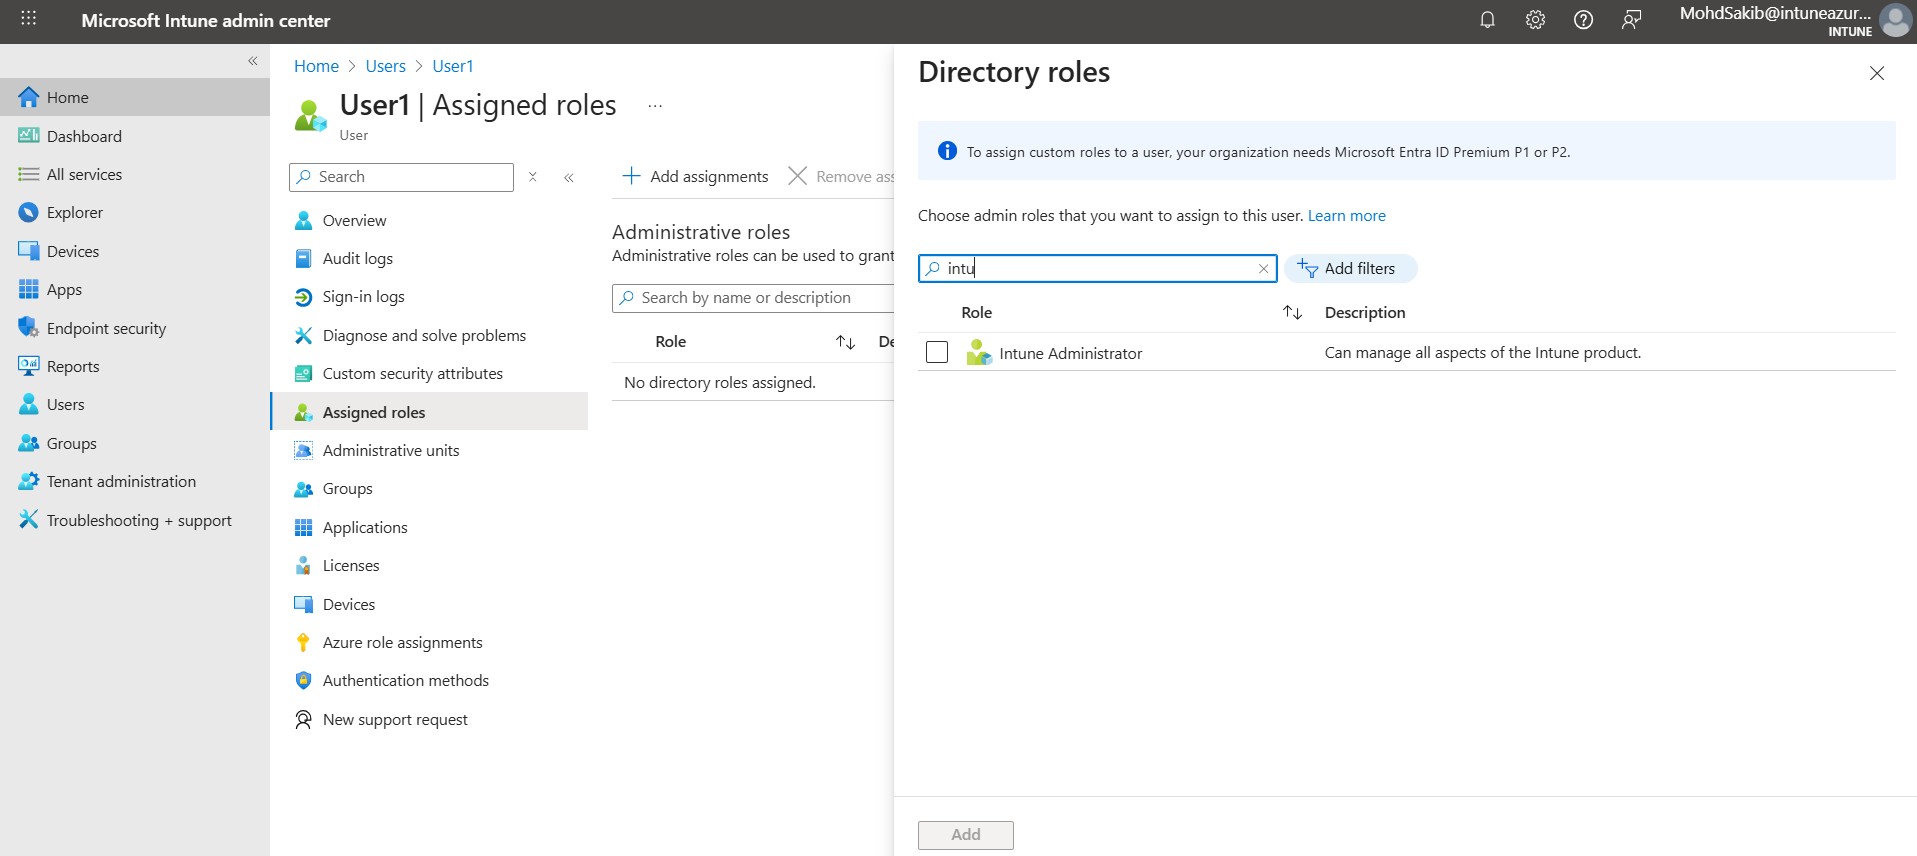 Microsoft Intune admin center
MohdSakib@intuneazur...
INTUNE
Home
Dashboard
All services
Explorer
Devices
Apps
Endpoint security
Reports
Users
Groups
Tenant administration
Troubleshooting + support
Home > Users > User1
User1 | Assigned roles ...
User
Search
Overview
Audit logs
Sign-in logs
Diagnose and solve problems
Custom security attributes
Assigned roles
Administrative units
Groups
Applications
Licenses
Devices
Azure role assignments
Authentication methods
New support request
Add assignments Remove ass
Administrative roles
Administrative roles can be used to grant
Search by name or description
Role De
No directory roles assigned.
Directory roles
To assign custom roles to a user, your organization needs Microsoft Entra ID Premium P1 or P2.
Choose admin roles that you want to assign to this user. Learn more
intu
Add filters
Role Description
Intune Administrator Can manage all aspects of the Intune product.
Add